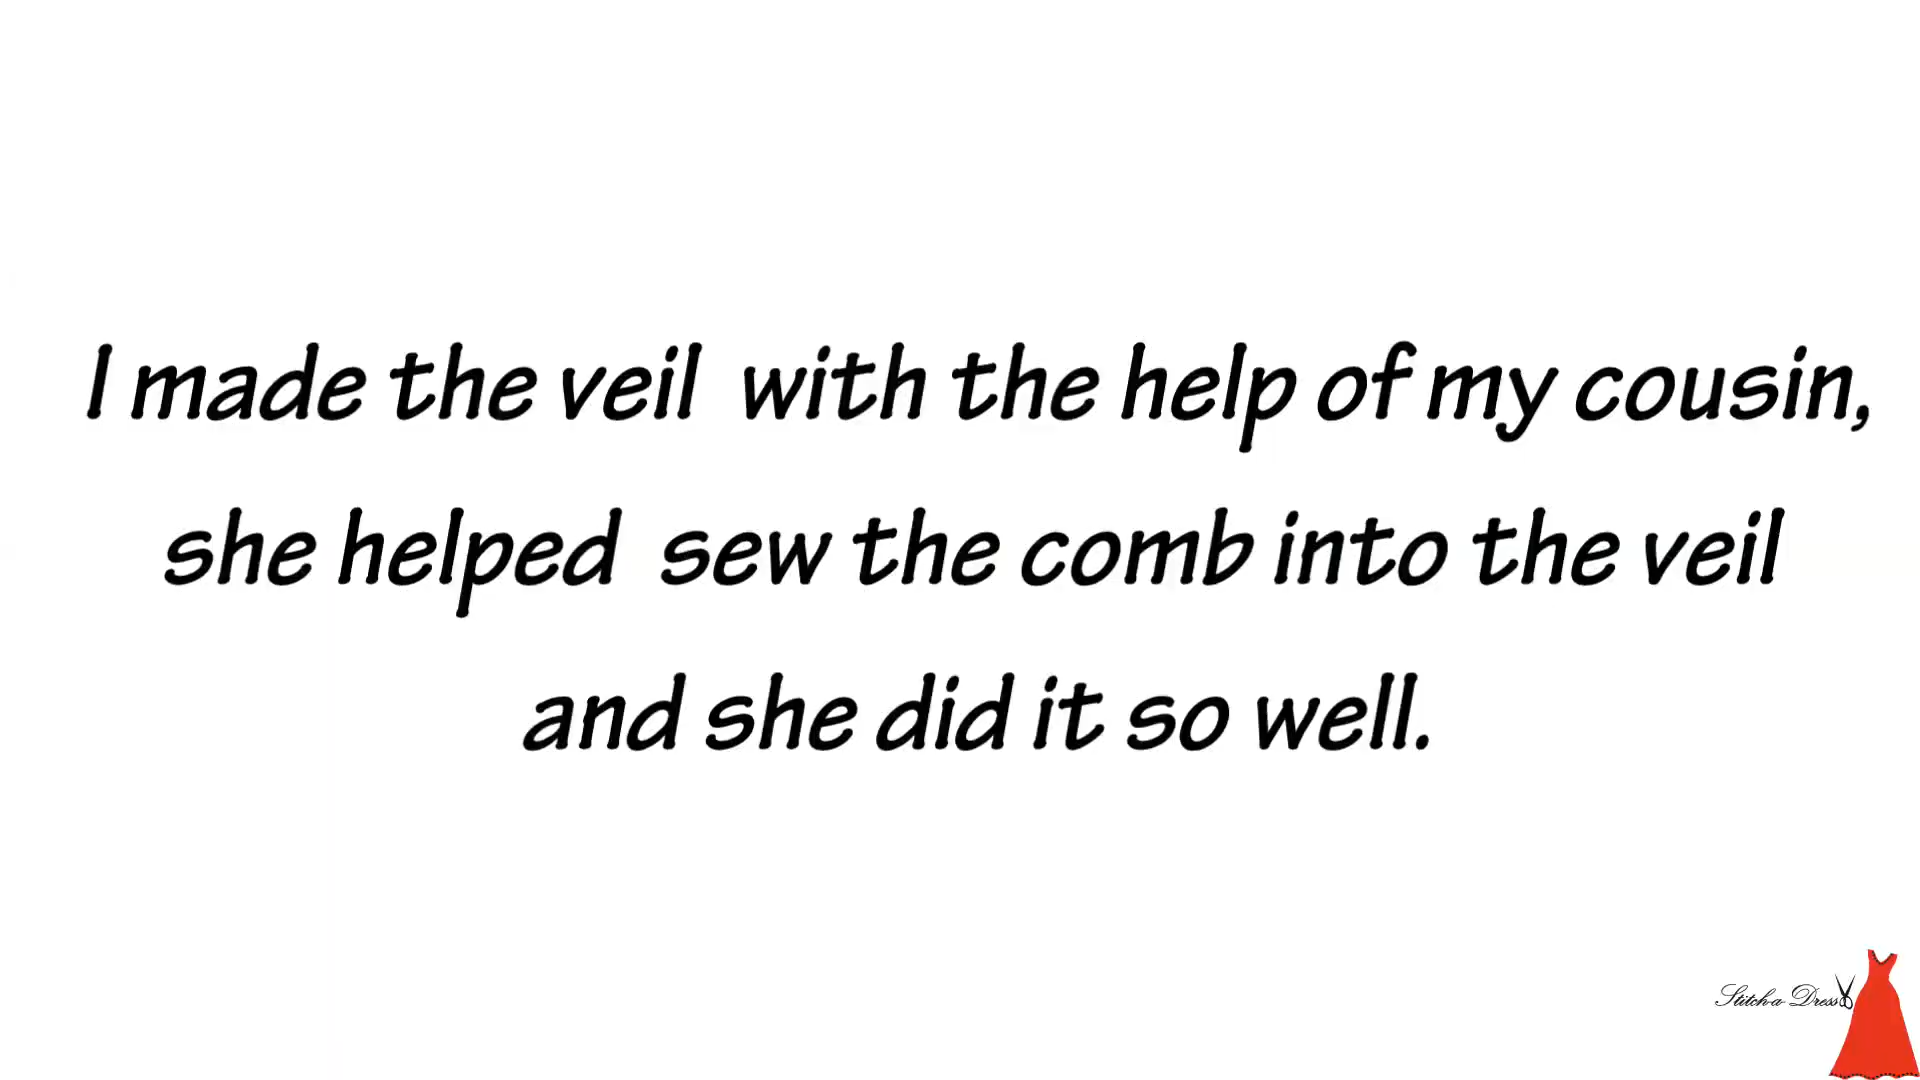 I made the veil with the help of my cousin,
she helped sew the comb into the veil
and she did it so well.
Stitch-a-Dress